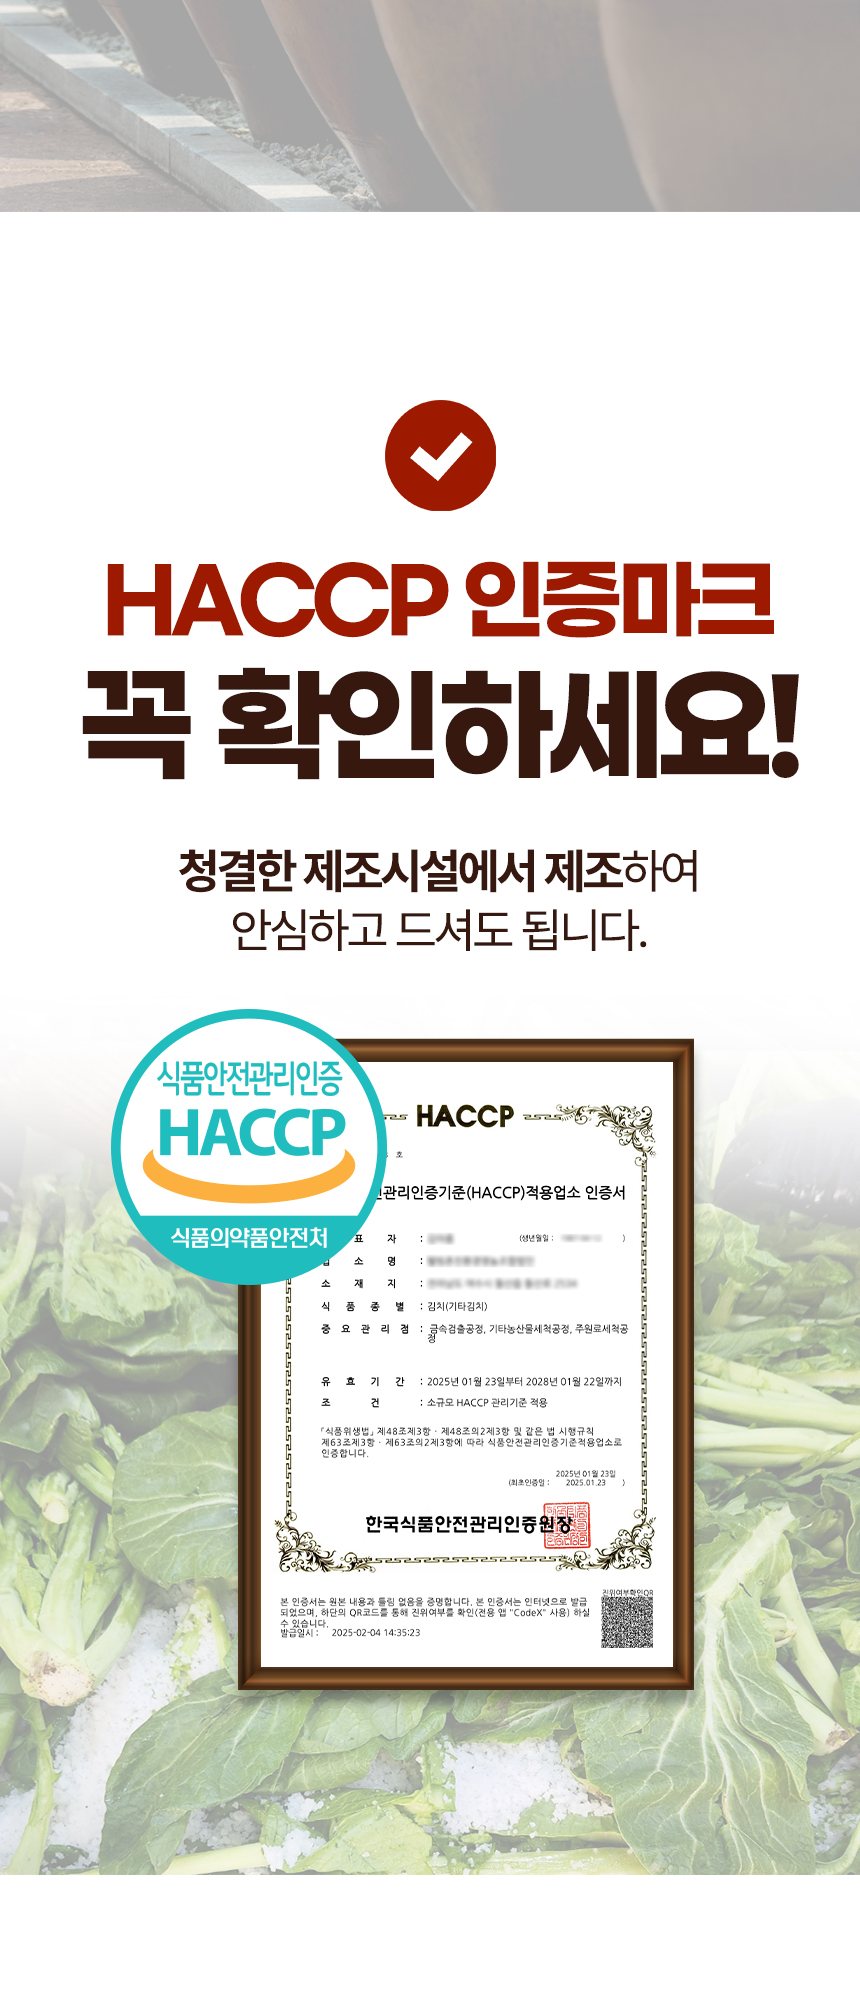 HACCP 인증마크
꼭 확인하세요!
청결한 제조시설에서 제조하여
안심하고 드셔도 됩니다.
식품안전관리인증
HACCP
식품의약품안전처
HACCP
호
관리인증기준(HACCP)적용업소 인증서
표 자 : (생년월일 : )
업 소 명 :
소 재 지 :
식 품 종 별 : 김치(기타김치)
중 요 관리 점 : 금속검출공정, 기타농산물세척공정, 주원료세척공
정
유 효 기 간 : 2025년 01월 23일부터 2028년 01월 22일까지
조 건 : 소규모 HACCP 관리기준 적용
「식품위생법」 제48조제3항 · 제48조의2제3항 및 같은 법 시행규칙
제63조제3항 · 제63조의2제3항에 따라 식품안전관리인증기준적용업소로
인증합니다.
2025년 01월 23일
(최초인증일 : 2025.01.23 )
한국식품안전관리인증원장
진위여부확인QR
본 인증서는 원본 내용과 틀림 없음을 증명합니다. 본 인증서는 인터넷으로 발급
되었으며, 하단의 QR코드를 통해 진위여부를 확인(전용 앱 "CodeX" 사용) 하실
수 있습니다.
발급일시 : 2025-02-04 14:35:23